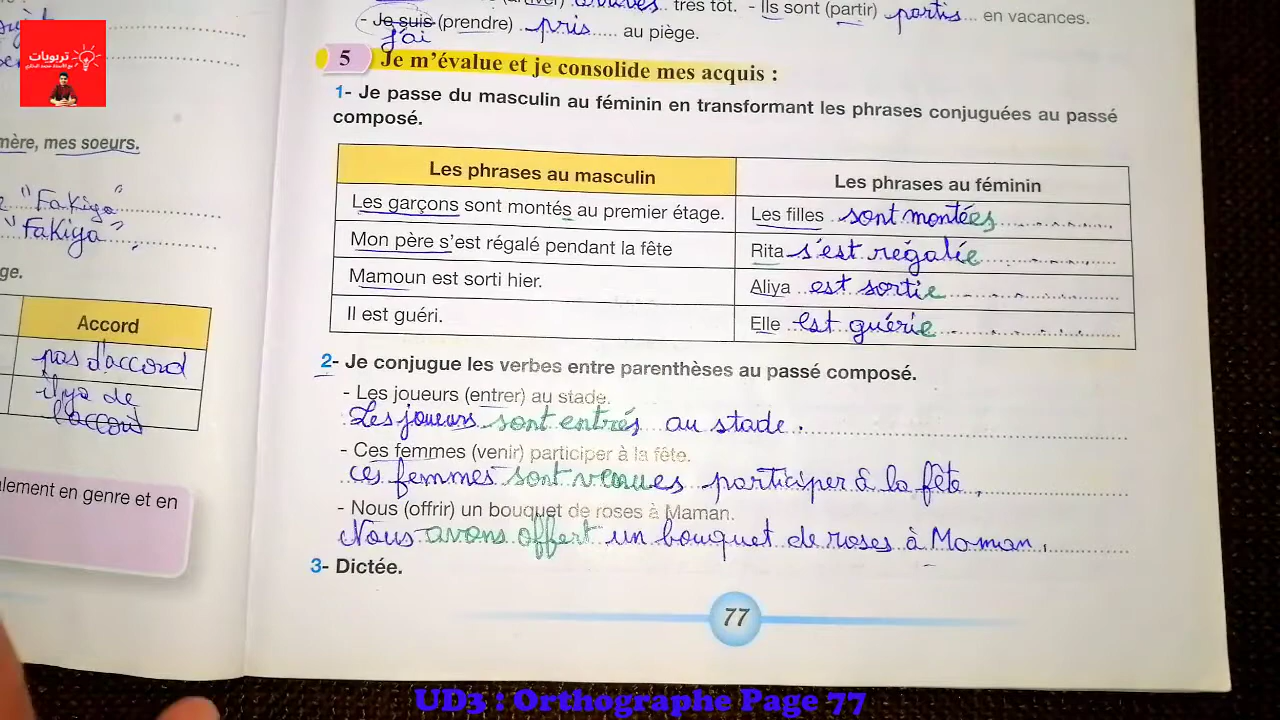 très tôt. - Ils sont (partir) partis... en vacances.
- Je suis (prendre) .pris..... au piège.
j'ai
5 Je m'évalue et je consolide mes acquis :
1- Je passe du masculin au féminin en transformant les phrases conjuguées au passé
composé.
Les phrases au masculin
Les phrases au féminin
Les garçons sont montés au premier étage.
Les filles sont montées
Mon père s'est régalé pendant la fête
Rita s'est régalée
Mamoun est sorti hier.
Aliya est sortie
Il est guéri.
Elle est guérie
2- Je conjugue les verbes entre parenthèses au passé composé.
- Les joueurs (entrer) au stade.
Les joueurs sont entrés au stade.
- Ces femmes (venir) participer à la fête.
ces femmes sont venues participer à la fête.
- Nous (offrir) un bouquet de roses à Maman.
Nous avons offert un bouquet de roses à Maman.
3- Dictée.
77
تربويات
mère, mes soeurs.
"Fakiya"
"Fakiya"
ge.
Accord
pas d'accord
il y a de
l'accord
alement en genre et en
UD3 : Orthographe Page 77